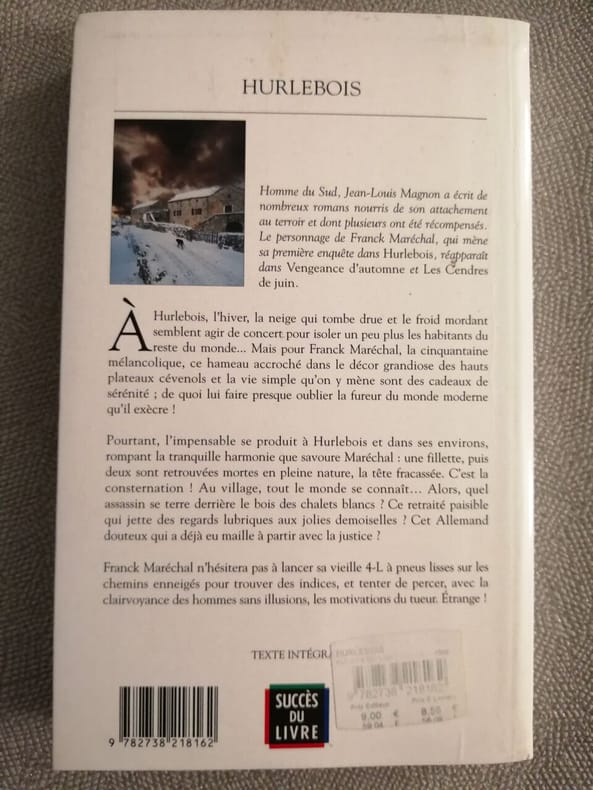 HURLEBOIS
Homme du Sud, Jean-Louis Magnon a écrit de
nombreux romans nourris de son attachement
au terroir et dont plusieurs ont été récompensés.
Le personnage de Franck Maréchal, qui mène
sa première enquête dans Hurlebois, réapparaît
dans Vengeance d'automne et Les Cendres
de juin.
À Hurlebois, l'hiver, la neige qui tombe drue et le froid mordant
semblent agir de concert pour isoler un peu plus les habitants du
reste du monde... Mais pour Franck Maréchal, la cinquantaine
mélancolique, ce hameau accroché dans le décor grandiose des hauts
plateaux cévenols et la vie simple qu'on y mène sont des cadeaux de
sérénité ; de quoi lui faire presque oublier la fureur du monde moderne
qu'il exècre !
Pourtant, l'impensable se produit à Hurlebois et dans ses environs,
rompant la tranquille harmonie que savoure Maréchal : une fillette, puis
deux sont retrouvées mortes en pleine nature, la tête fracassée. C'est la
consternation ! Au village, tout le monde se connaît... Alors, quel
assassin se terre derrière le bois des chalets blancs ? Ce retraité paisible
qui jette des regards lubriques aux jolies demoiselles ? Cet Allemand
douteux qui a déjà eu maille à partir avec la justice ?
Franck Maréchal n'hésitera pas à lancer sa vieille 4-L à pneus lisses sur les
chemins enneigés pour trouver des indices, et tenter de percer, avec la
clairvoyance des hommes sans illusions, les motivations du tueur. Étrange !
TEXTE INTÉGRA
HURLEBOIS
9 782738 218162
Prix Editeur
9,00 € 8,55 €
59.04
9 782738 218162
SUCCÈS
DU
LIVRE